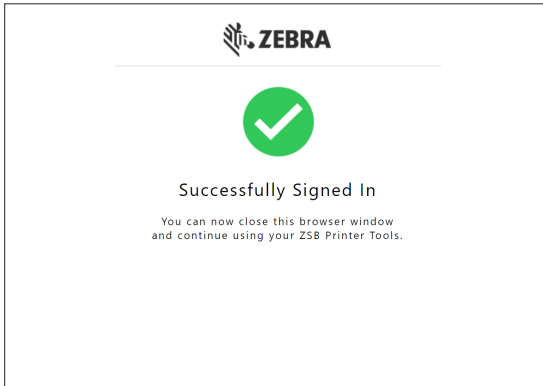 ZEBRA
Successfully Signed In
You can now close this browser window
and continue using your ZSB Printer Tools.